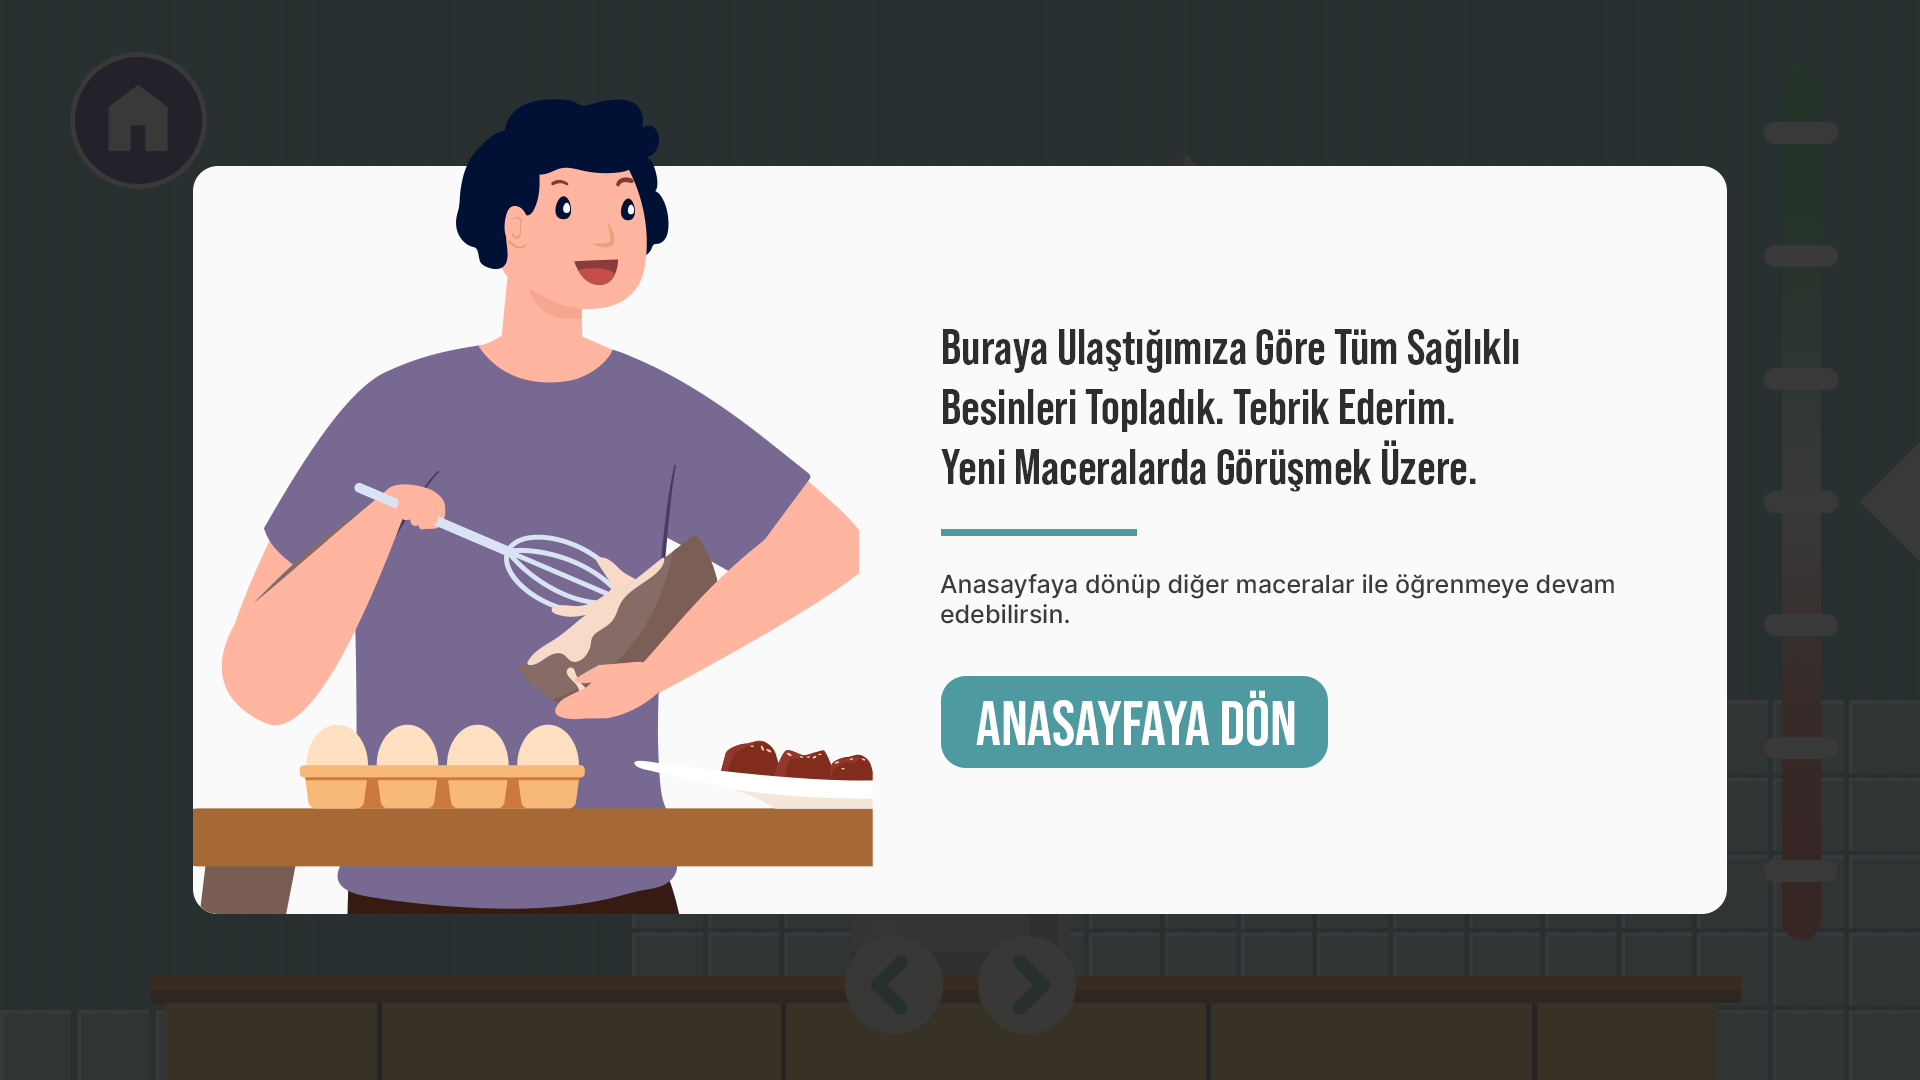 Buraya Ulaştığımıza Göre Tüm Sağlıklı
Besinleri Topladık. Tebrik Ederim.
Yeni Maceralarda Görüşmek Üzere.
Anasayfaya dönüp diğer maceralar ile öğrenmeye devam
edebilirsin.
ANASAYFAYA DÖN